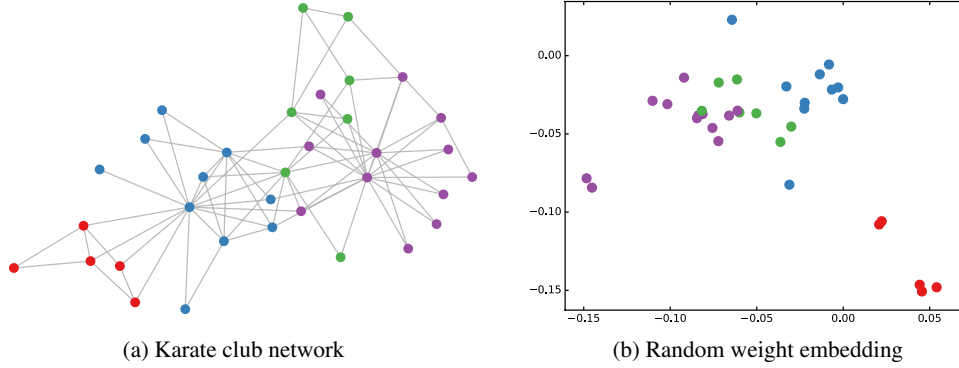 0.00
−0.05
−0.10
−0.15
−0.15 −0.10 −0.05 0.00 0.05
(a) Karate club network
(b) Random weight embedding